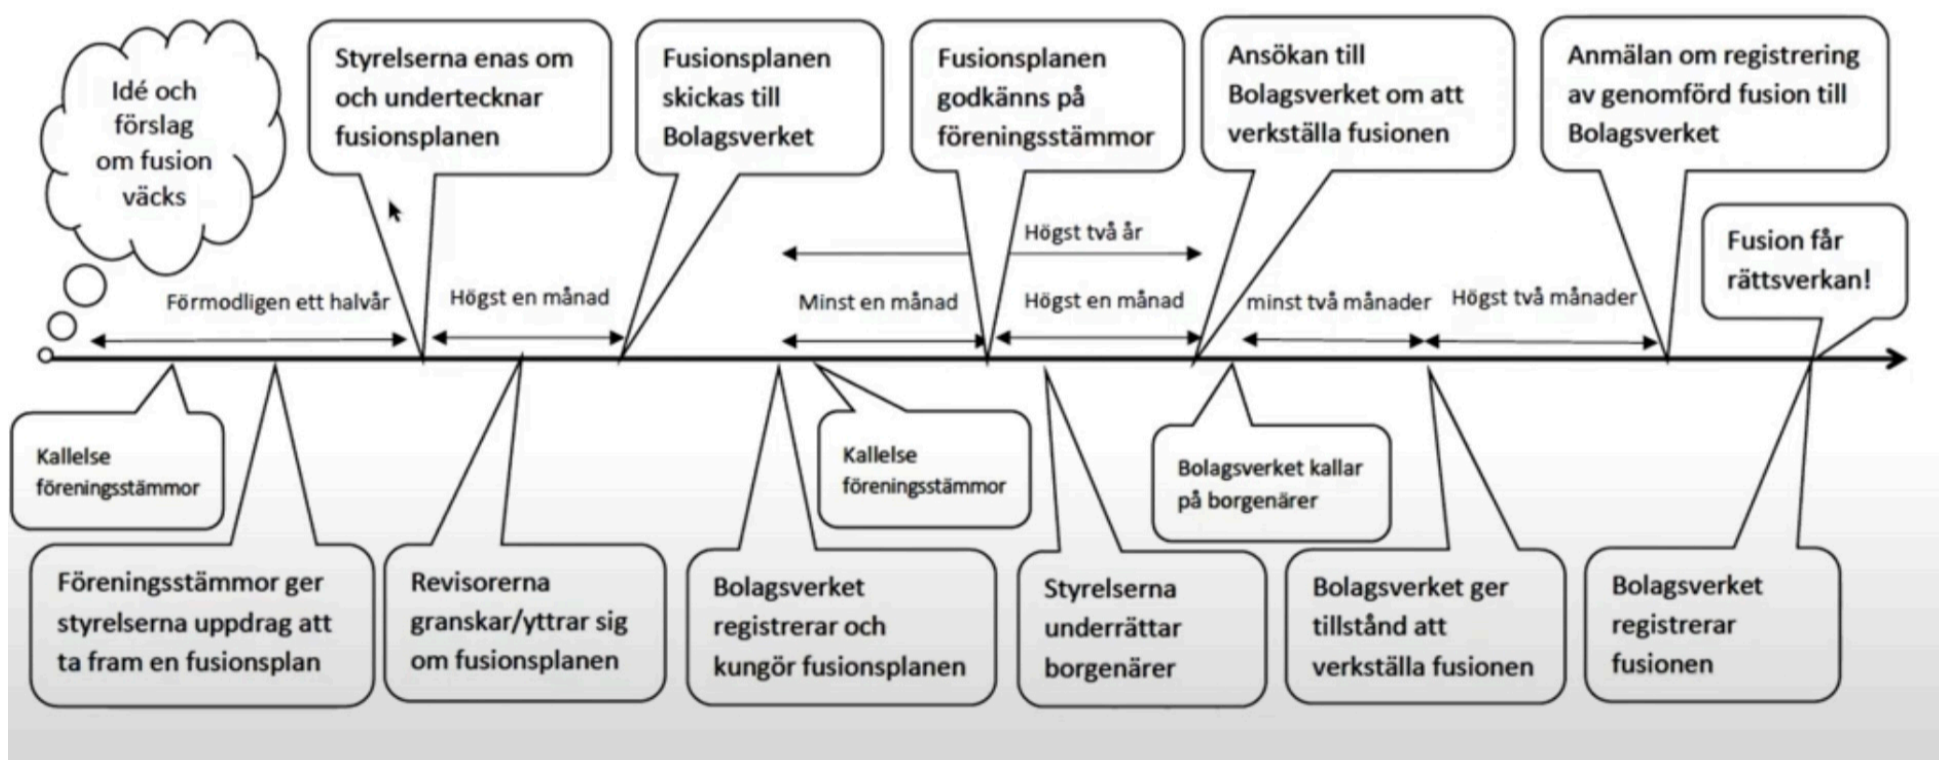 Idé och
förslag
om fusion
väcks
Styrelserna enas om
och undertecknar
fusionsplanen
Fusionsplanen
skickas till
Bolagsverket
Fusionsplanen
godkänns på
föreningsstämmor
Ansökan till
Bolagsverket om att
verkställa fusionen
Anmälan om registrering
av genomförd fusion till
Bolagsverket
Fusion får
rättsverkan!
Högst två år
Förmodligen ett halvår
Högst en månad
Minst en månad
Högst en månad
minst två månader
Högst två månader
Kallelse
föreningsstämmor
Kallelse
föreningsstämmor
Bolagsverket kallar
på borgenärer
Föreningsstämmor ger
styrelserna uppdrag att
ta fram en fusionsplan
Revisorerna
granskar/yttrar sig
om fusionsplanen
Bolagsverket
registrerar och
kungör fusionsplanen
Styrelserna
underrättar
borgenärer
Bolagsverket ger
tillstånd att
verkställa fusionen
Bolagsverket
registrerar
fusionen